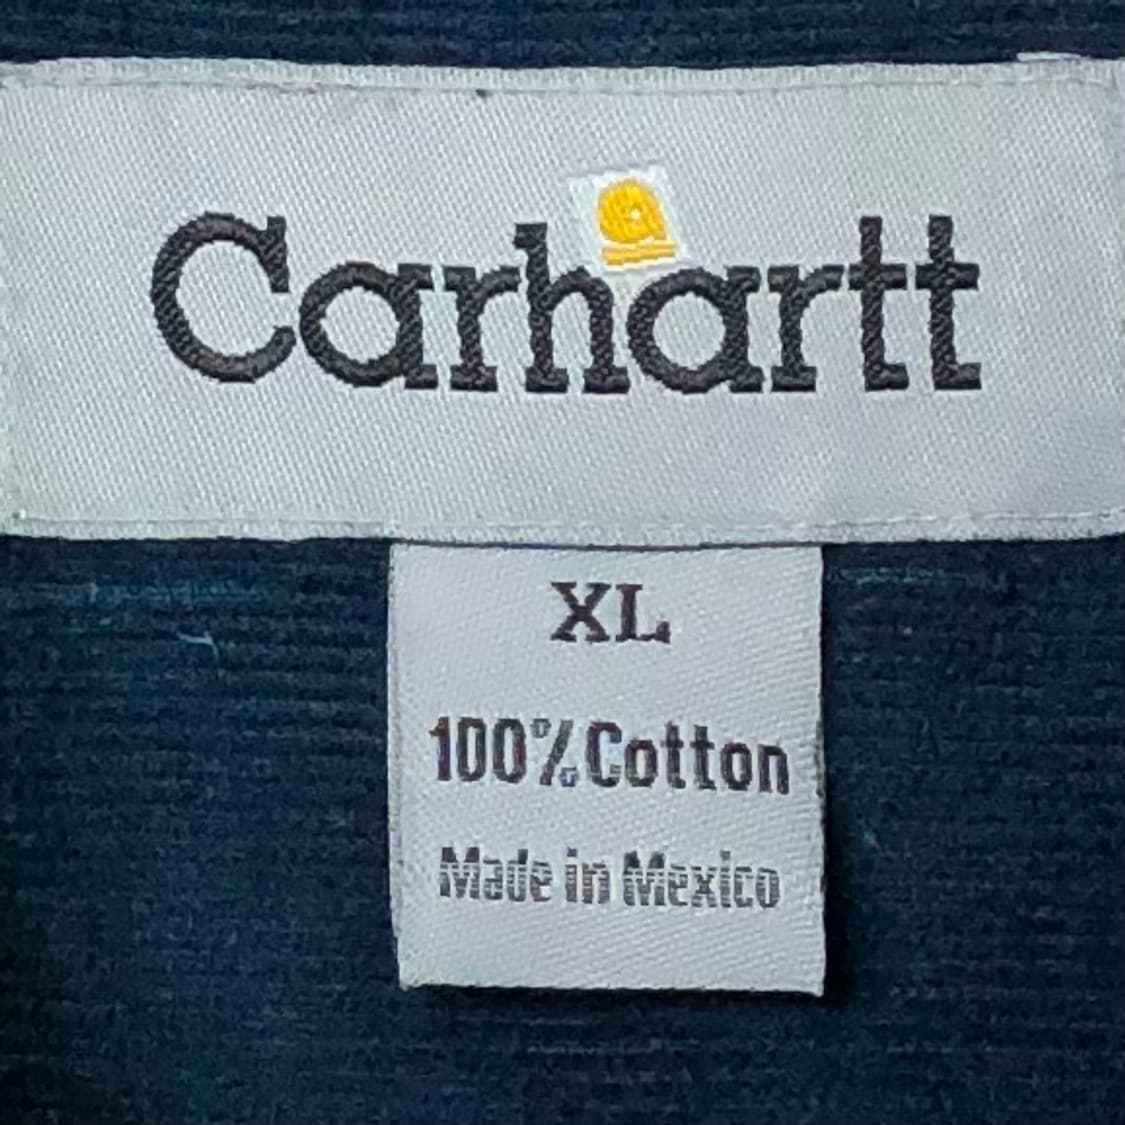 Carhartt
XL
100% Cotton
Made in Mexico